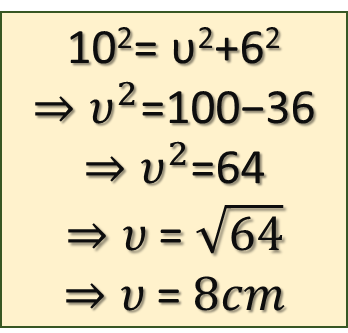 10²= υ²+6²
⇒ υ²=100−36
⇒ υ²=64
⇒ υ = √64
⇒ υ = 8cm